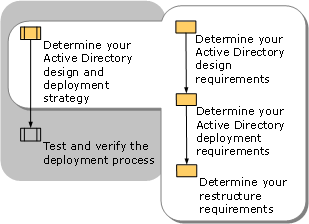 Determine your
Active Directory
design and
deployment
strategy
Test and verify the
deployment process
Determine your
Active Directory
design
requirements
Determine your
Active Directory
deployment
requirements
Determine your
restructure
requirements